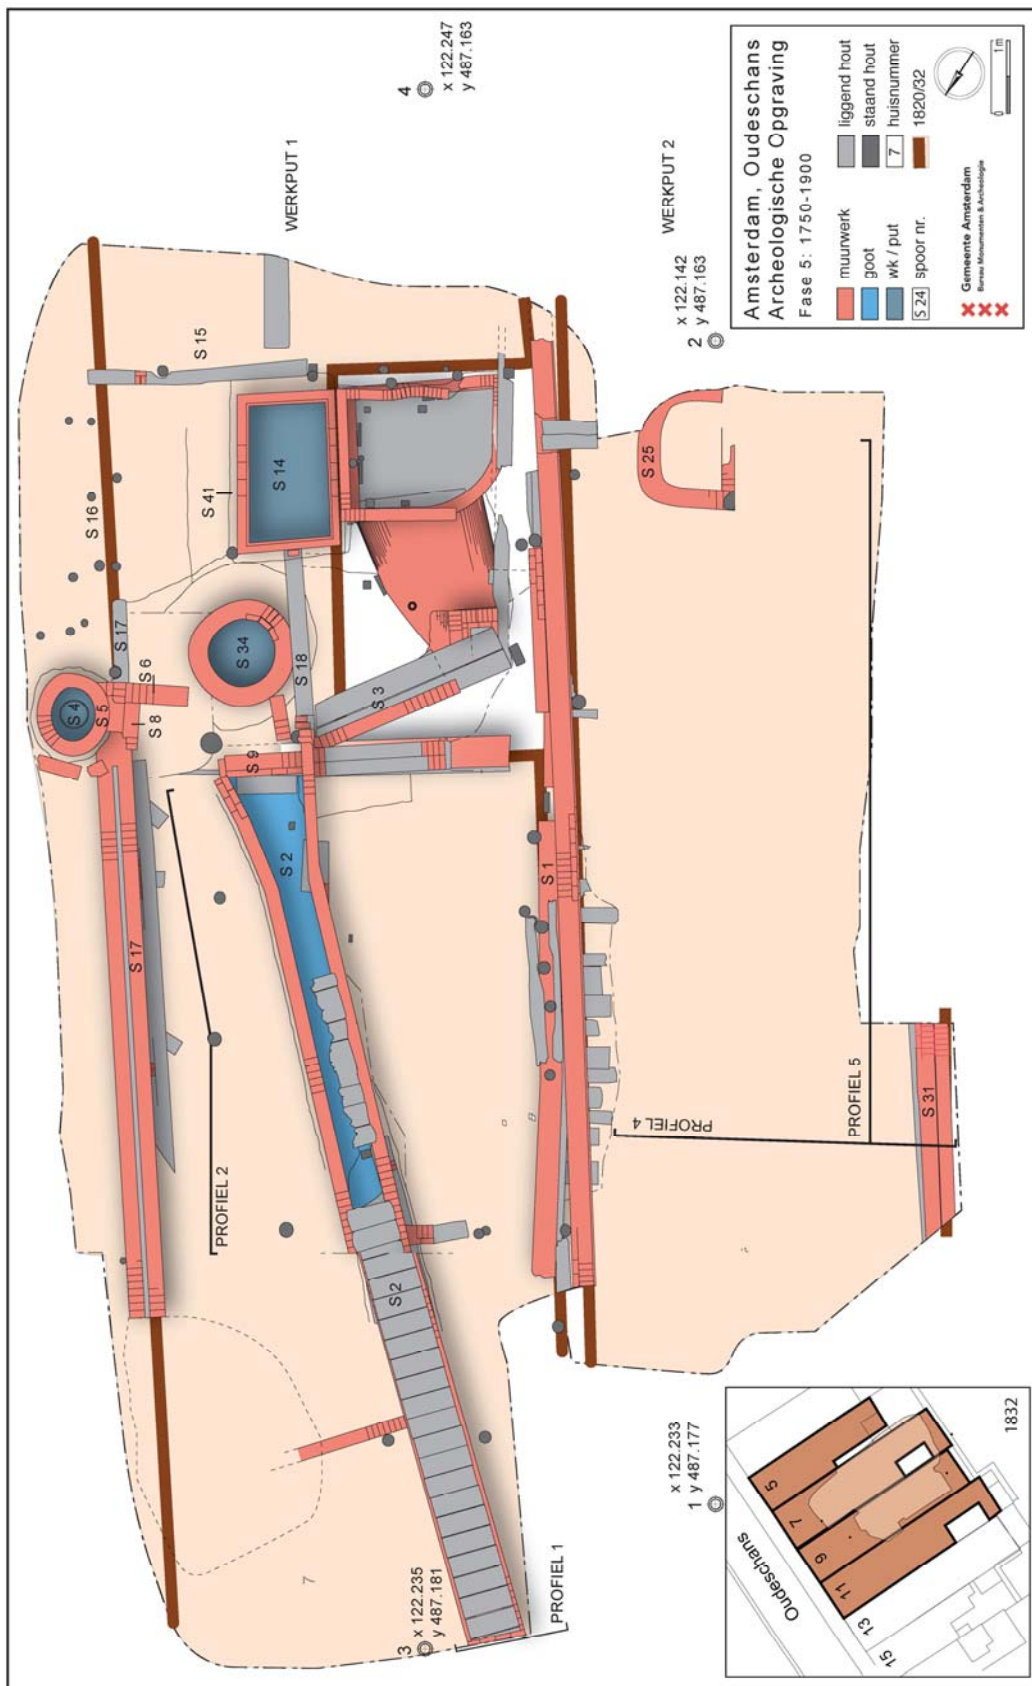 4
x 122.247
y 487.163
WERKPUT 1
WERKPUT 2
2
x 122.142
y 487.163
Amsterdam, Oudeschans
Archeologische Opgraving
Fase 5: 1750-1900
muurwerk
goot
wk / put
S 24 spoor nr.
liggend hout
staand hout
7 huisnummer
1820/32
Gemeente Amsterdam
Bureau Monumenten & Archeologie
0 1m
S 15
S 16
S 41
S 14
S 17
S 34
S 18
S 6
S 4
S 5
S 8
S 3
S 9
S 25
S 2
S 1
S 17
PROFIEL 2
PROFIEL 4
PROFIEL 5
S 31
S 2
7
PROFIEL 1
3
x 122.235
y 487.181
1
x 122.233
y 487.177
Oudeschans
5
7
9
11
13
15
1832